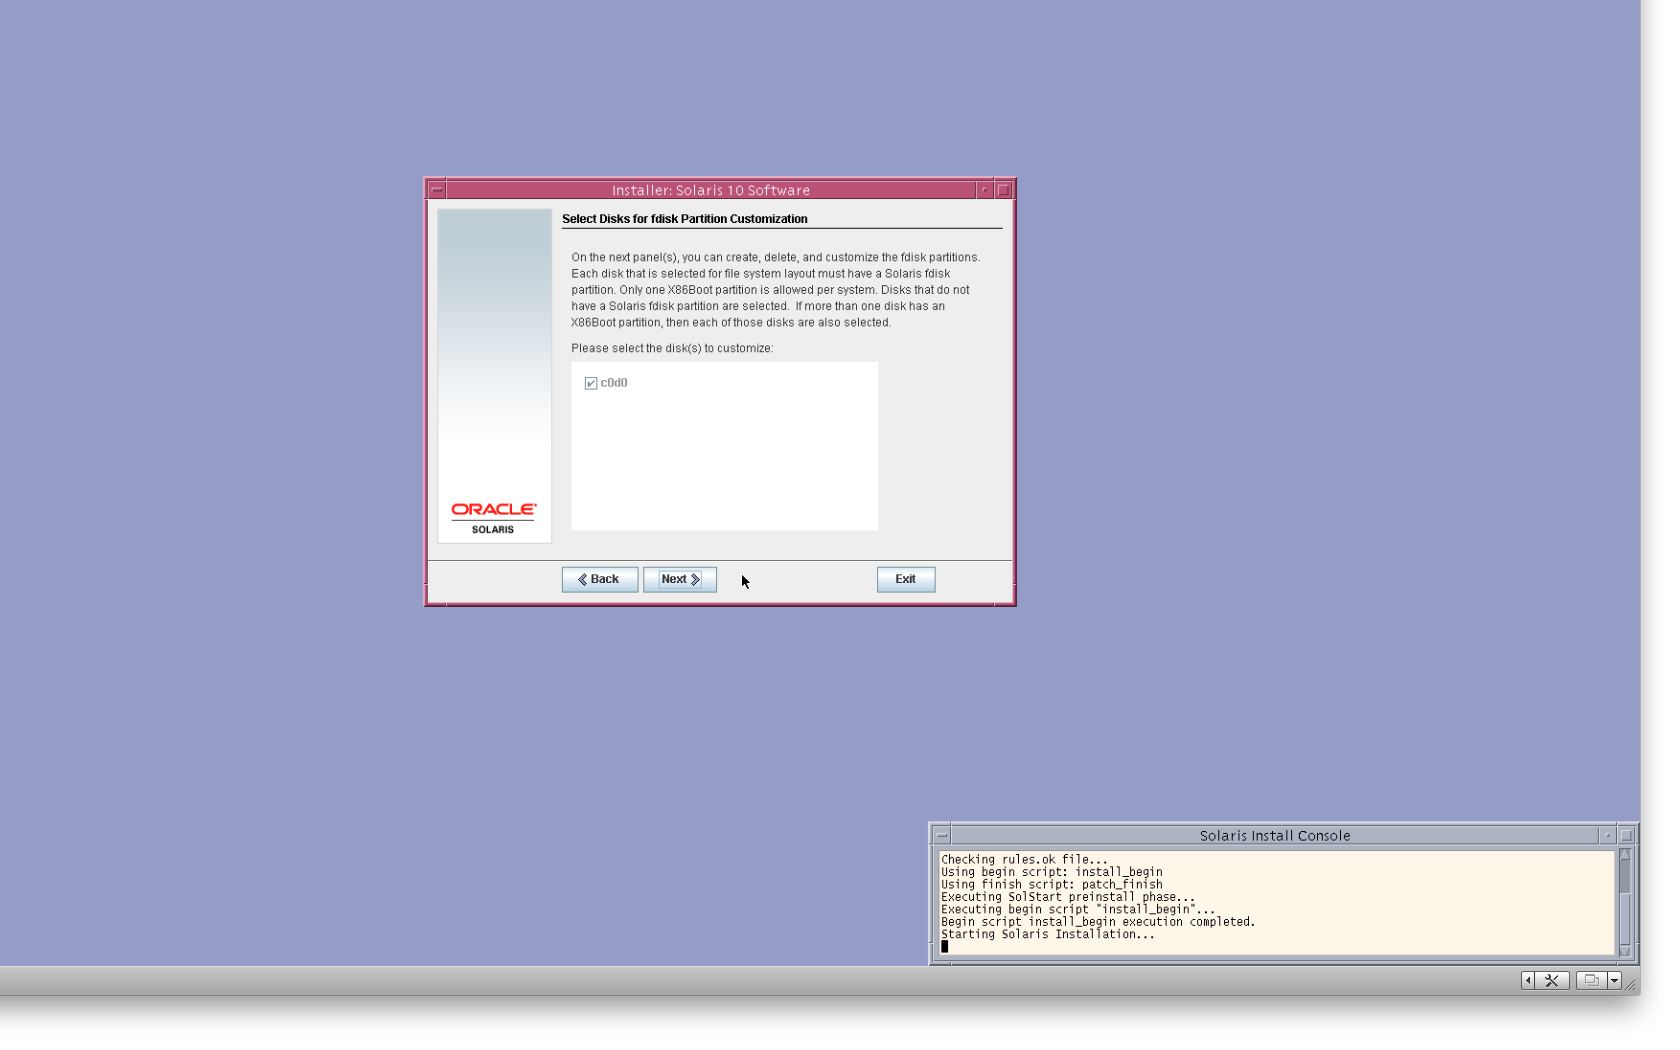 Installer: Solaris 10 Software
Select Disks for fdisk Partition Customization
On the next panel(s), you can create, delete, and customize the fdisk partitions.
Each disk that is selected for file system layout must have a Solaris fdisk
partition. Only one X86Boot partition is allowed per system. Disks that do not
have a Solaris fdisk partition are selected.  If more than one disk has an
X86Boot partition, then each of those disks are also selected.
Please select the disk(s) to customize:
c0d0
ORACLE
SOLARIS
Back
Next
Exit
Solaris Install Console
Checking rules.ok file...
Using begin script: install_begin
Using finish script: patch_finish
Executing SolStart preinstall phase...
Executing begin script "install_begin"...
Begin script install_begin execution completed.
Starting Solaris Installation...